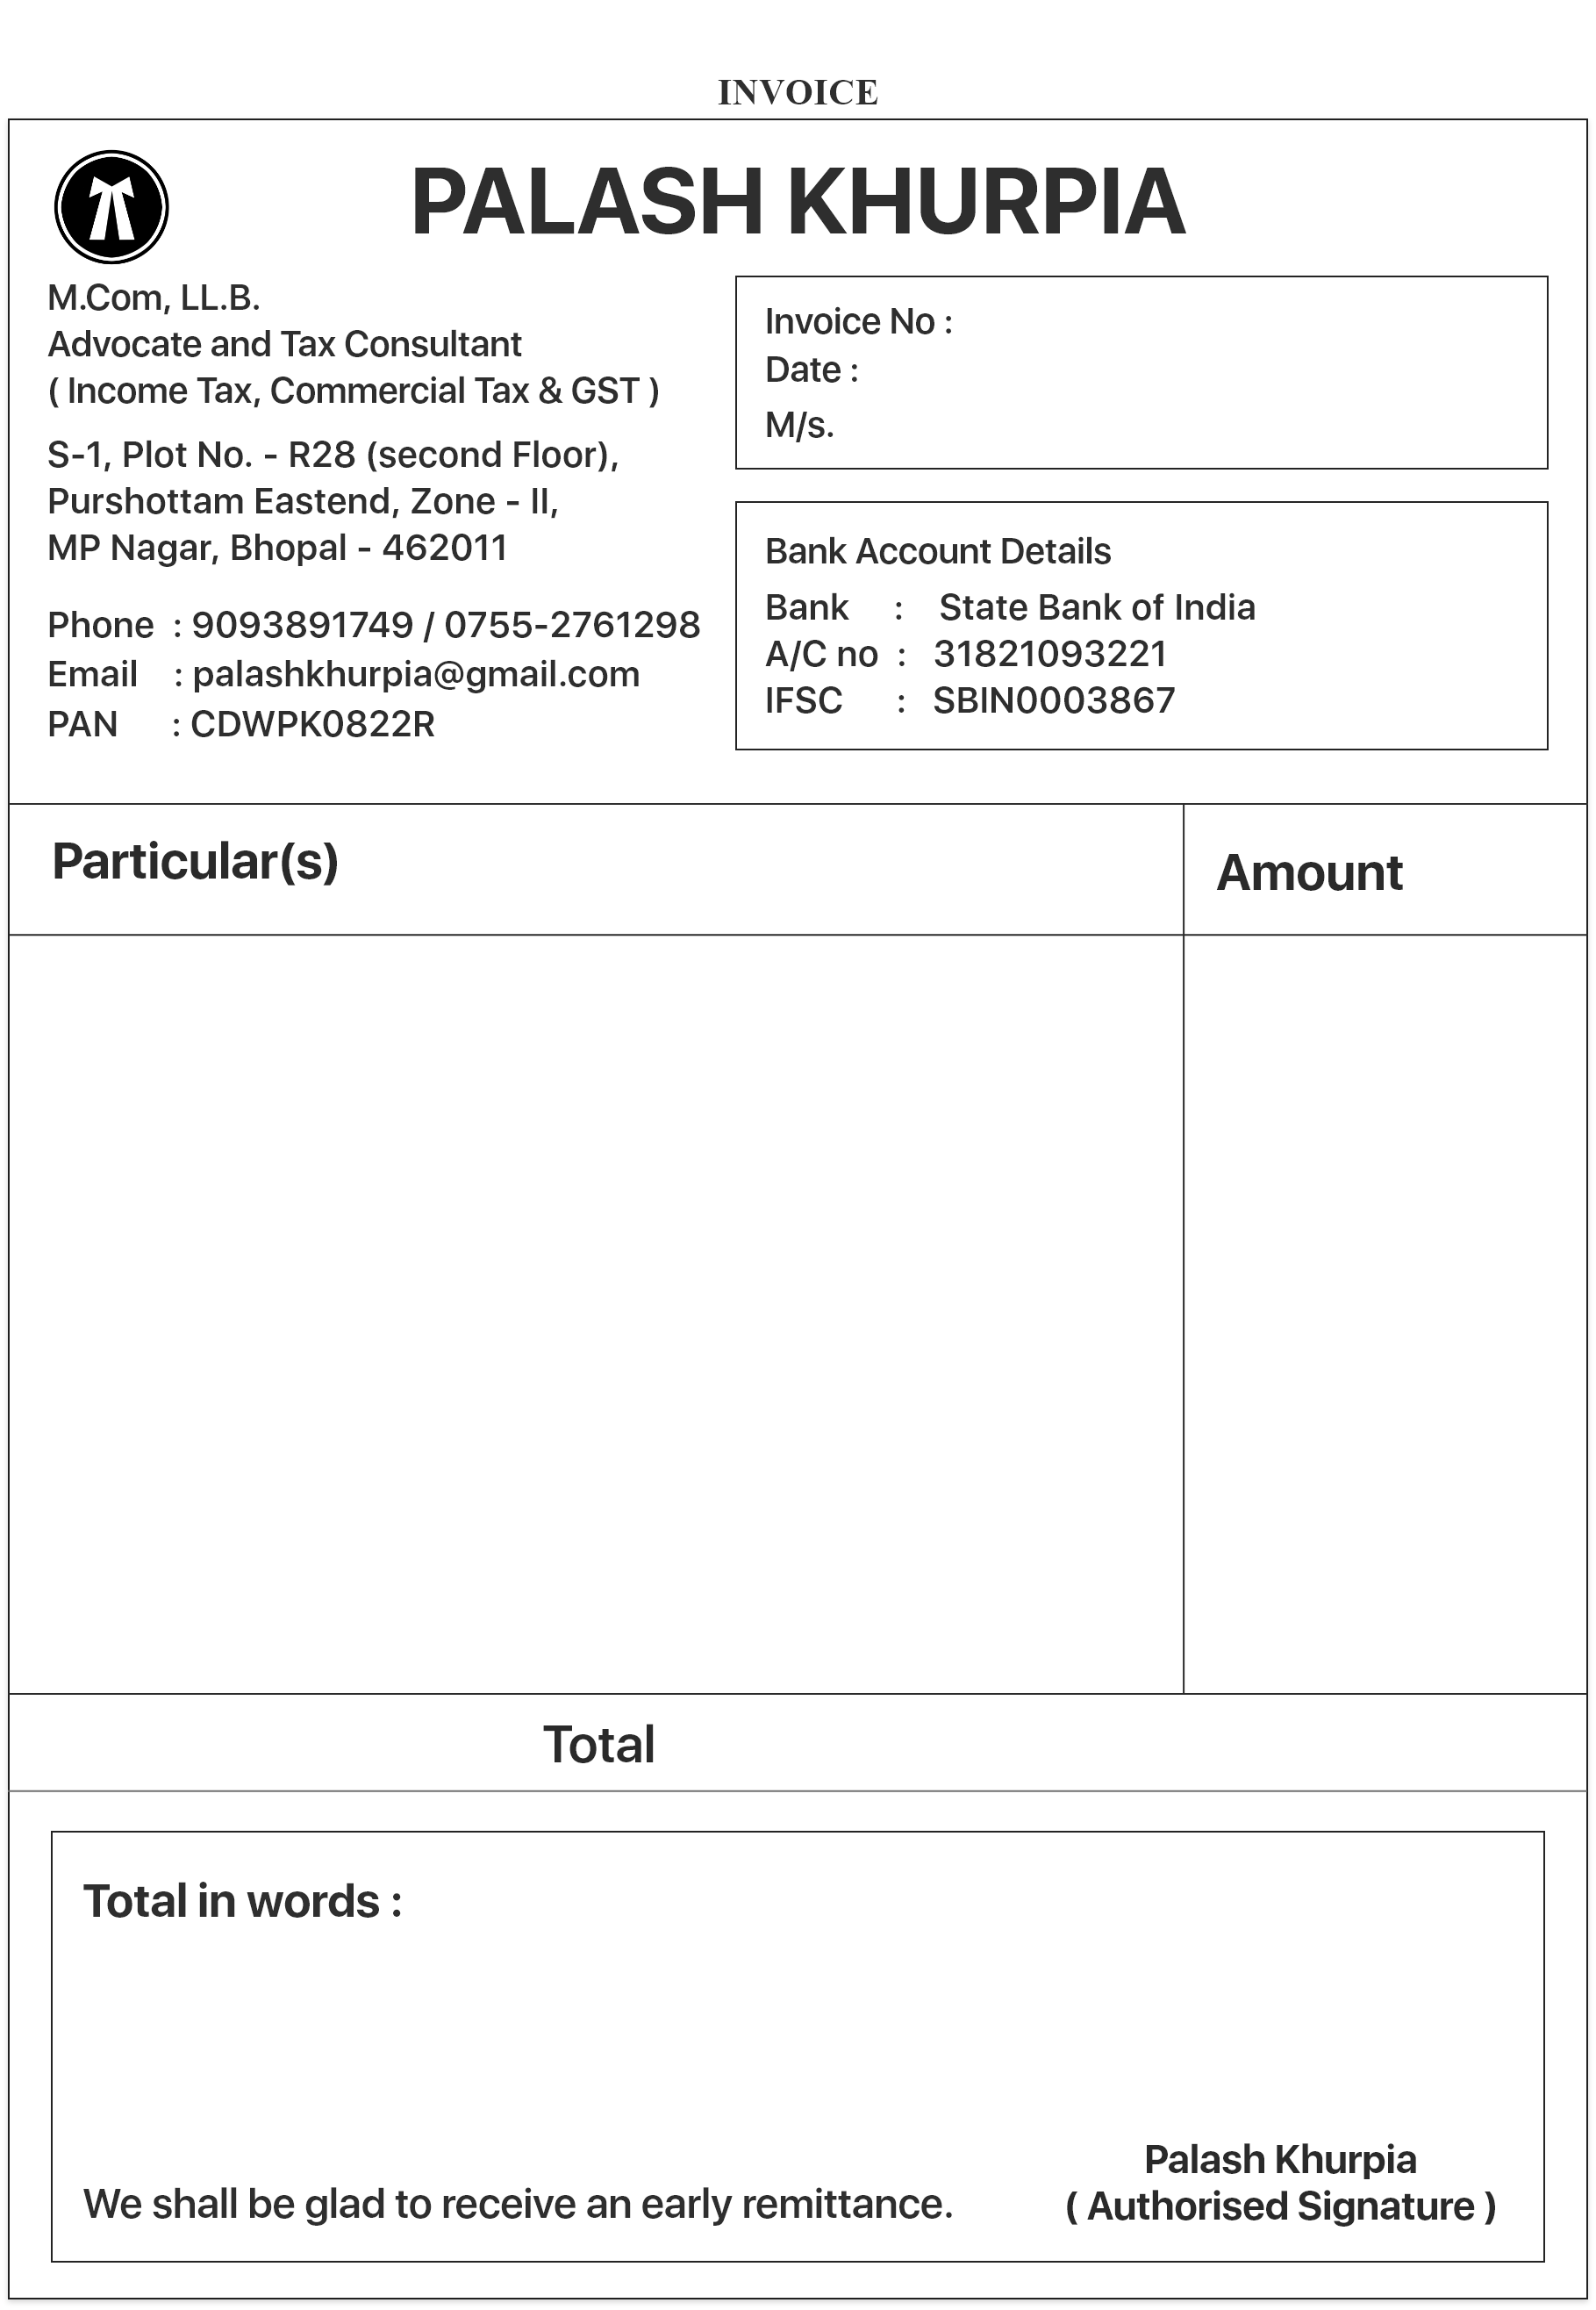 INVOICE
PALASH KHURPIA
M.Com, LL.B.
Advocate and Tax Consultant
( Income Tax, Commercial Tax & GST )
S-1, Plot No. - R28 (second Floor),
Purshottam Eastend, Zone - II,
MP Nagar, Bhopal - 462011
Phone : 9093891749 / 0755-2761298
Email : palashkhurpia@gmail.com
PAN : CDWPK0822R
Invoice No :
Date :
M/s.
Bank Account Details
Bank : State Bank of India
A/C no : 31821093221
IFSC : SBIN0003867
Particular(s)
Amount
Total
Total in words :
We shall be glad to receive an early remittance.
Palash Khurpia
( Authorised Signature )